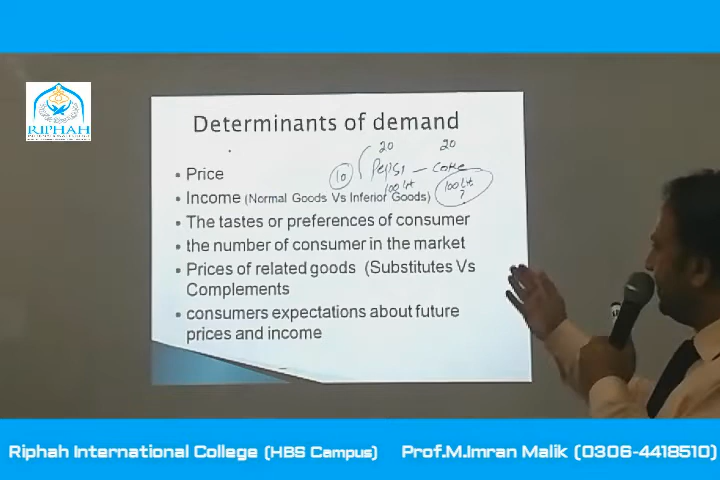 RIPHAH
Determinants of demand
20 20
10 Pepsi – Coke
100 Lit 100 Lit
?
• Price
• Income (Normal Goods Vs Inferior Goods)
• The tastes or preferences of consumer
• the number of consumer in the market
• Prices of related goods (Substitutes Vs
Complements
• consumers expectations about future
prices and income
Riphah International College (HBS Campus) Prof.M.Imran Malik (0306-4418510)